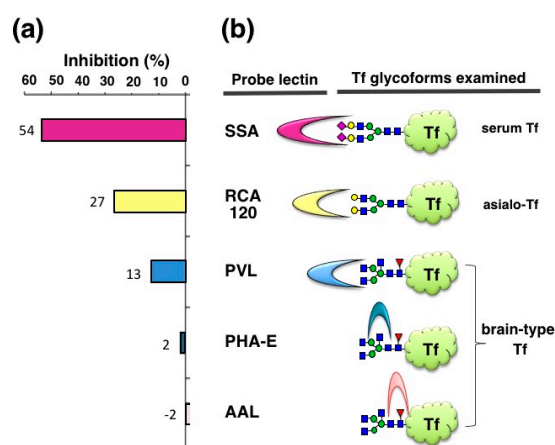 (a)
Inhibition (%)
60 50 40 30 20 10 0
54
27
13
2
-2
(b)
Probe lectin
Tf glycoforms examined
SSA
Tf
serum Tf
RCA
120
Tf
asialo-Tf
PVL
Tf
PHA-E
Tf
AAL
Tf
brain-type
Tf